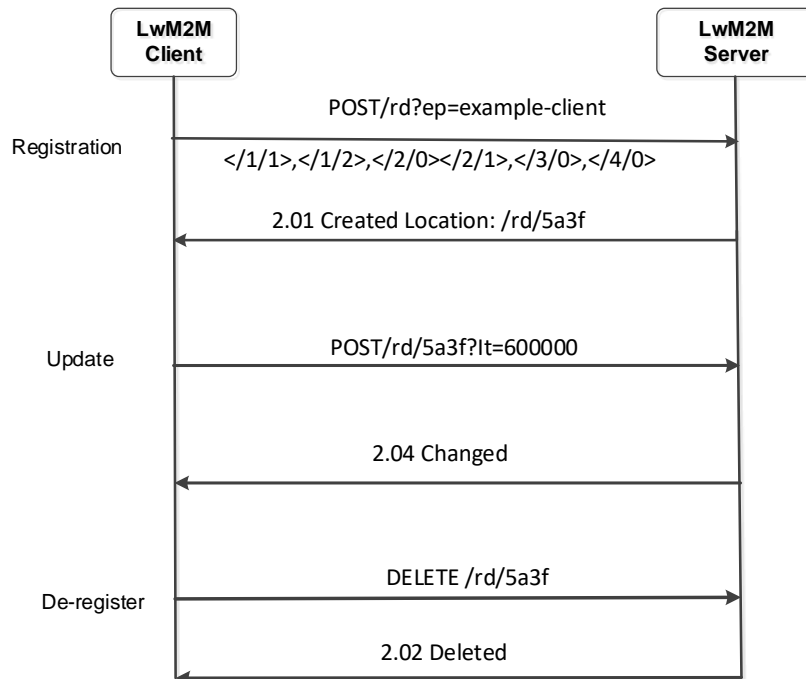 LwM2M
Client
LwM2M
Server
POST/rd?ep=example-client
Registration
</1/1>,</1/2>,</2/0></2/1>,</3/0>,</4/0>
2.01 Created Location: /rd/5a3f
Update
POST/rd/5a3f?It=600000
2.04 Changed
DELETE /rd/5a3f
De-register
2.02 Deleted